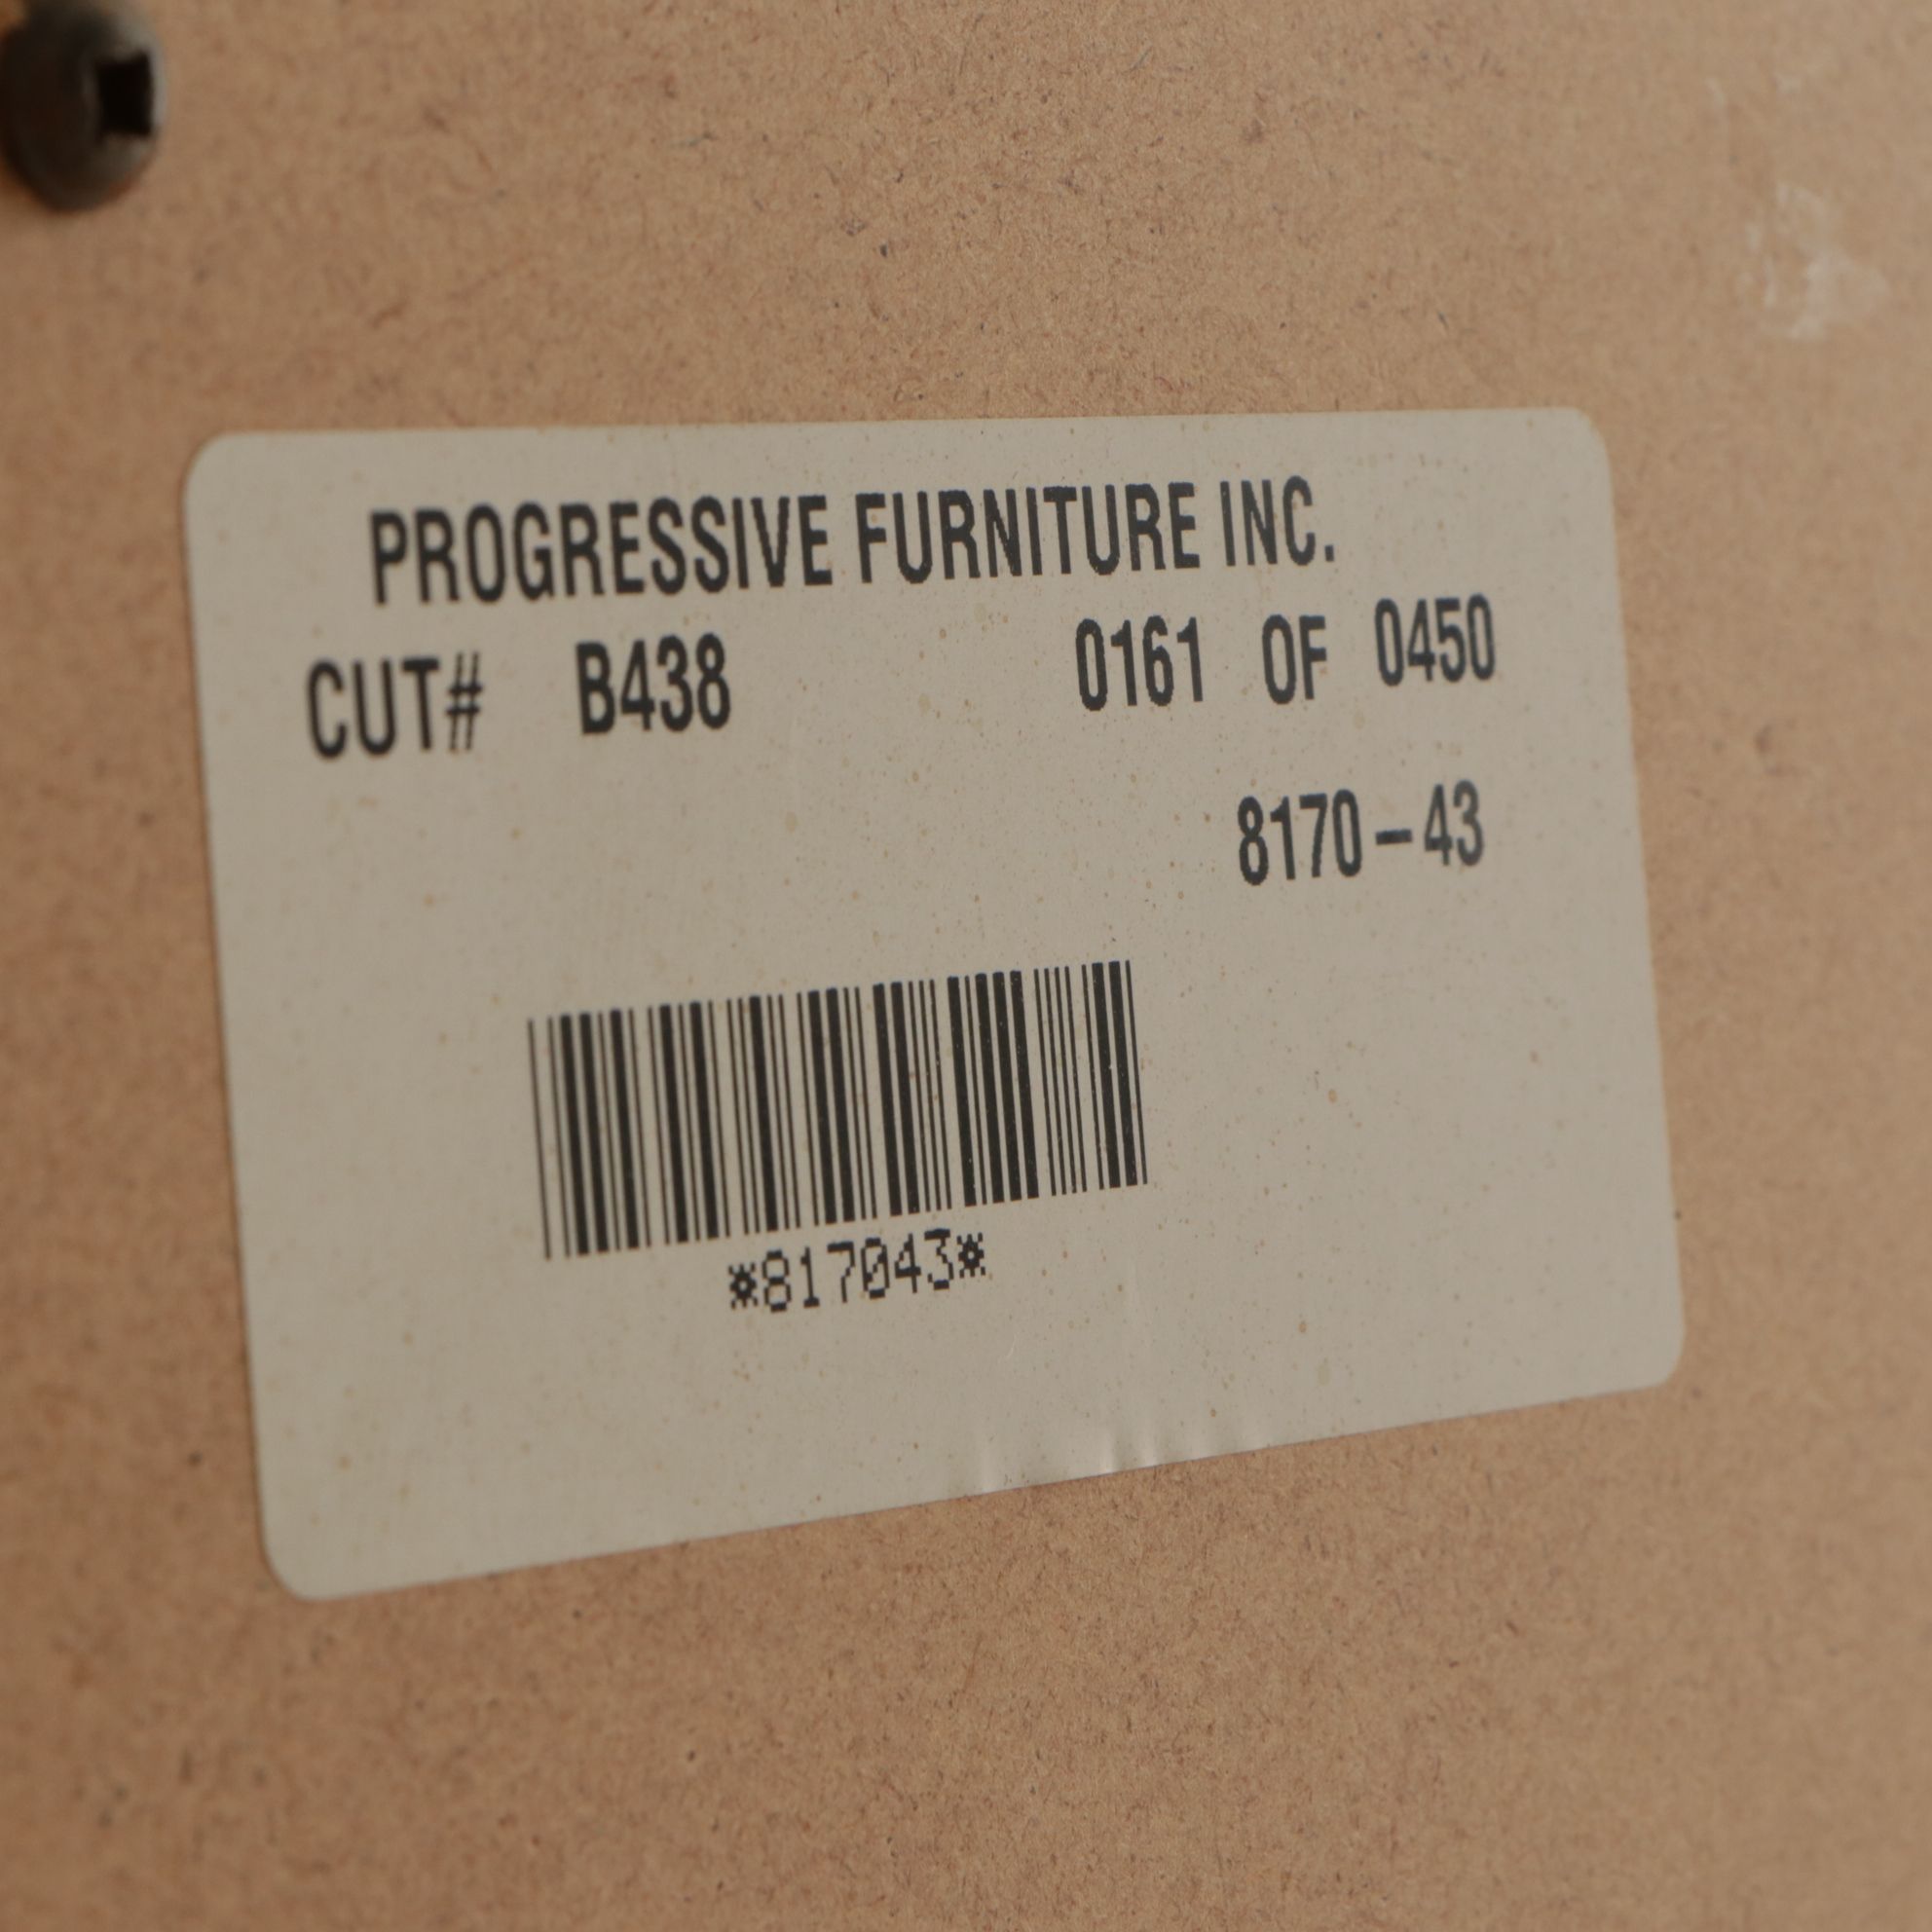 PROGRESSIVE FURNITURE INC.
CUT# B438 0161 OF 0450
8170-43
*817043*